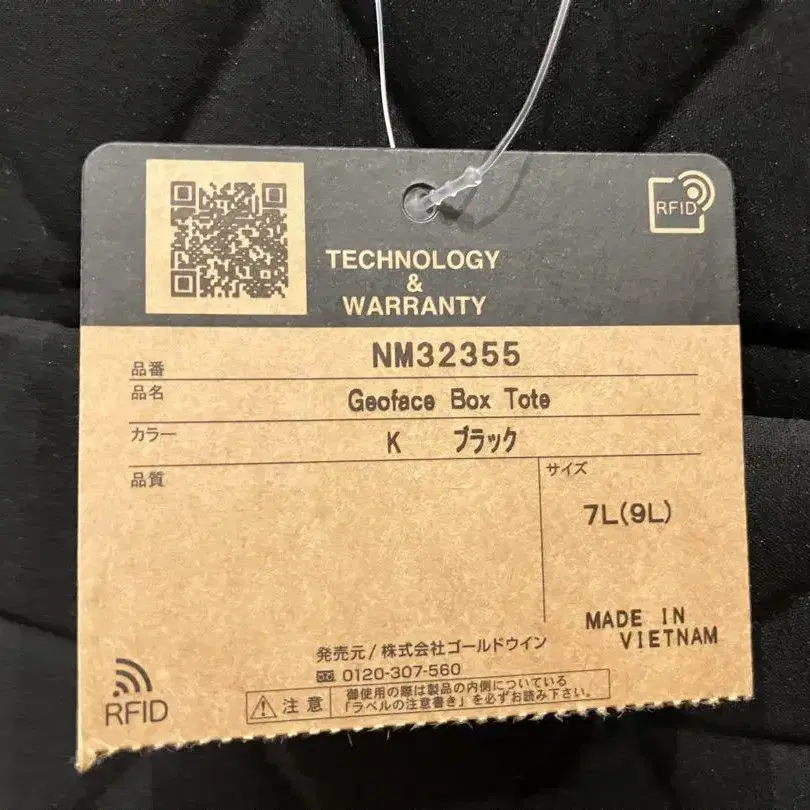 RFID
TECHNOLOGY
&
WARRANTY
品番 NM32355
品名 Geoface Box Tote
カラー K ブラック
品質
サイズ
7L(9L)
MADE IN
VIETNAM
発売元/株式会社ゴールドウイン
0120-307-560
RFID
注意
御使用の際は製品の内側についている
「ラベルの注意書き」を必ずお読み下さい。